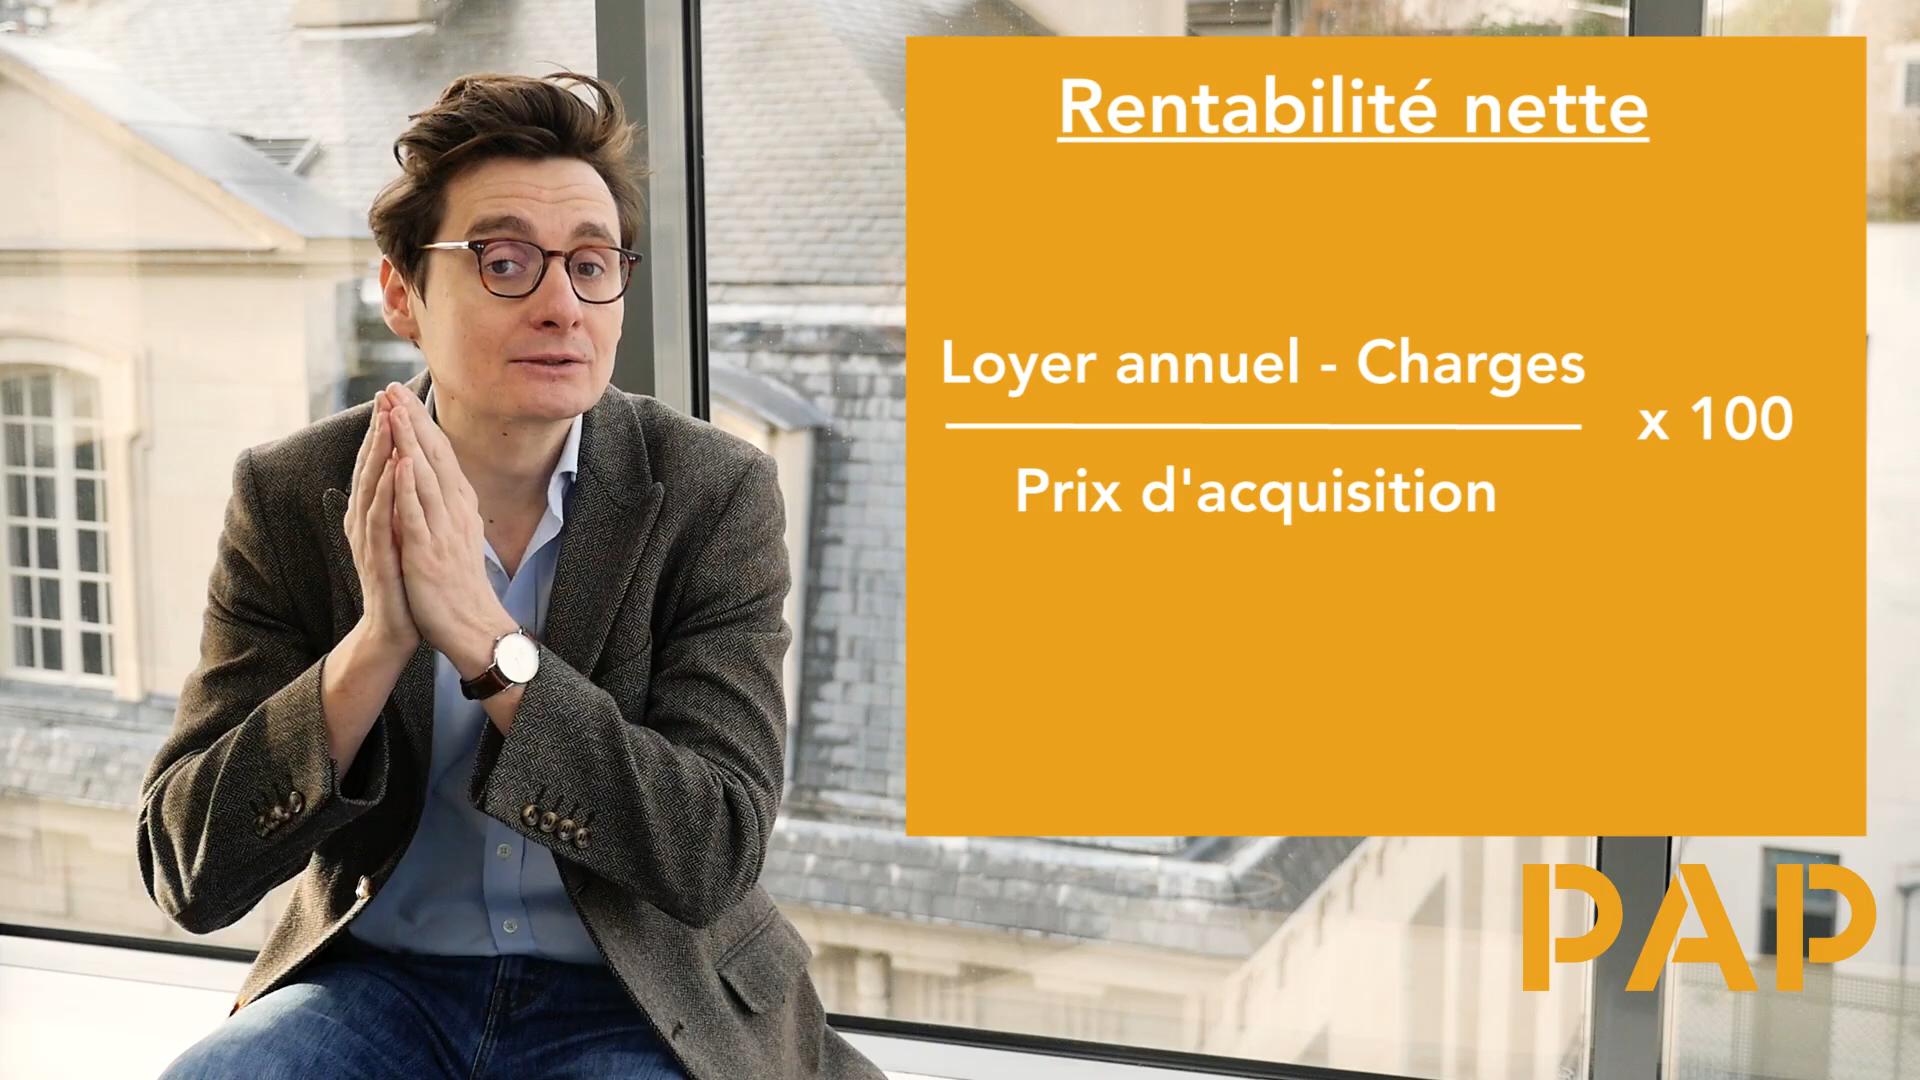 Rentabilité nette
Loyer annuel - Charges
x 100
Prix d'acquisition
PAP